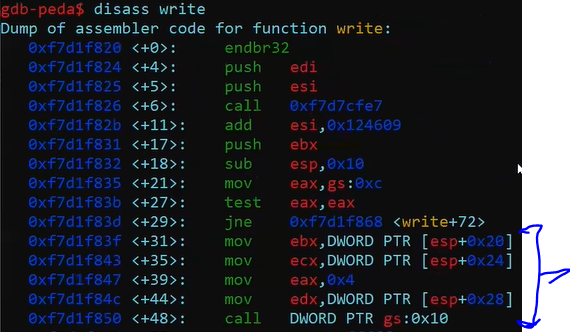 gdb-peda$ disass write
Dump of assembler code for function write:
0xf7d1f820 <+0>: endbr32
0xf7d1f824 <+4>: push edi
0xf7d1f825 <+5>: push esi
0xf7d1f826 <+6>: call 0xf7d7cfe7
0xf7d1f82b <+11>: add esi,0x124609
0xf7d1f831 <+17>: push ebx
0xf7d1f832 <+18>: sub esp,0x10
0xf7d1f835 <+21>: mov eax,gs:0xc
0xf7d1f83b <+27>: test eax,eax
0xf7d1f83d <+29>: jne 0xf7d1f868 <write+72>
0xf7d1f83f <+31>: mov ebx,DWORD PTR [esp+0x20]
0xf7d1f843 <+35>: mov ecx,DWORD PTR [esp+0x24]
0xf7d1f847 <+39>: mov eax,0x4
0xf7d1f84c <+44>: mov edx,DWORD PTR [esp+0x28]
0xf7d1f850 <+48>: call DWORD PTR gs:0x10